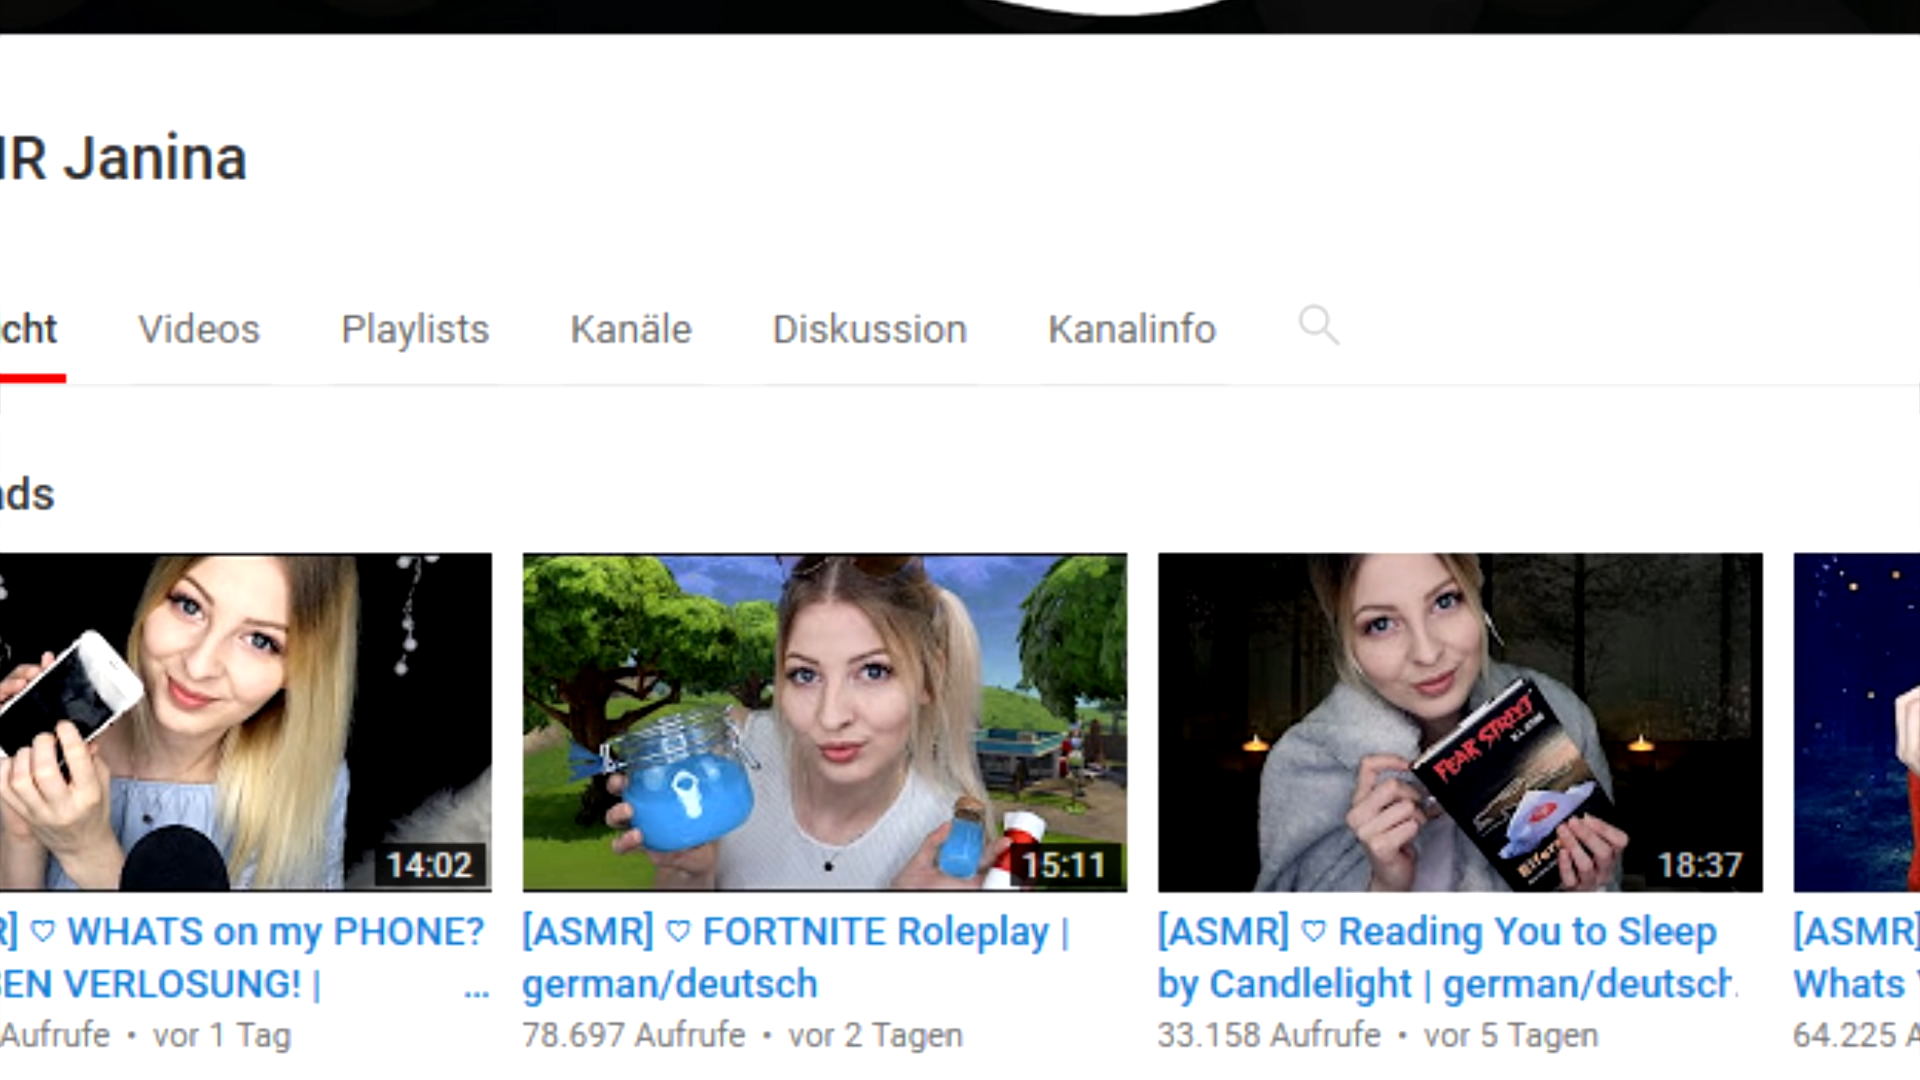 IR Janina
cht
Videos
Playlists
Kanäle
Diskussion
Kanalinfo
ds
14:02
15:11
FEAR STREET
18:37
] ♡ WHATS on my PHONE?
EN VERLOSUNG! | ...
Aufrufe • vor 1 Tag
[ASMR] ♡ FORTNITE Roleplay |
german/deutsch
78.697 Aufrufe • vor 2 Tagen
[ASMR] ♡ Reading You to Sleep
by Candlelight | german/deutsch
33.158 Aufrufe • vor 5 Tagen
[ASMR]
Whats
64.225 A